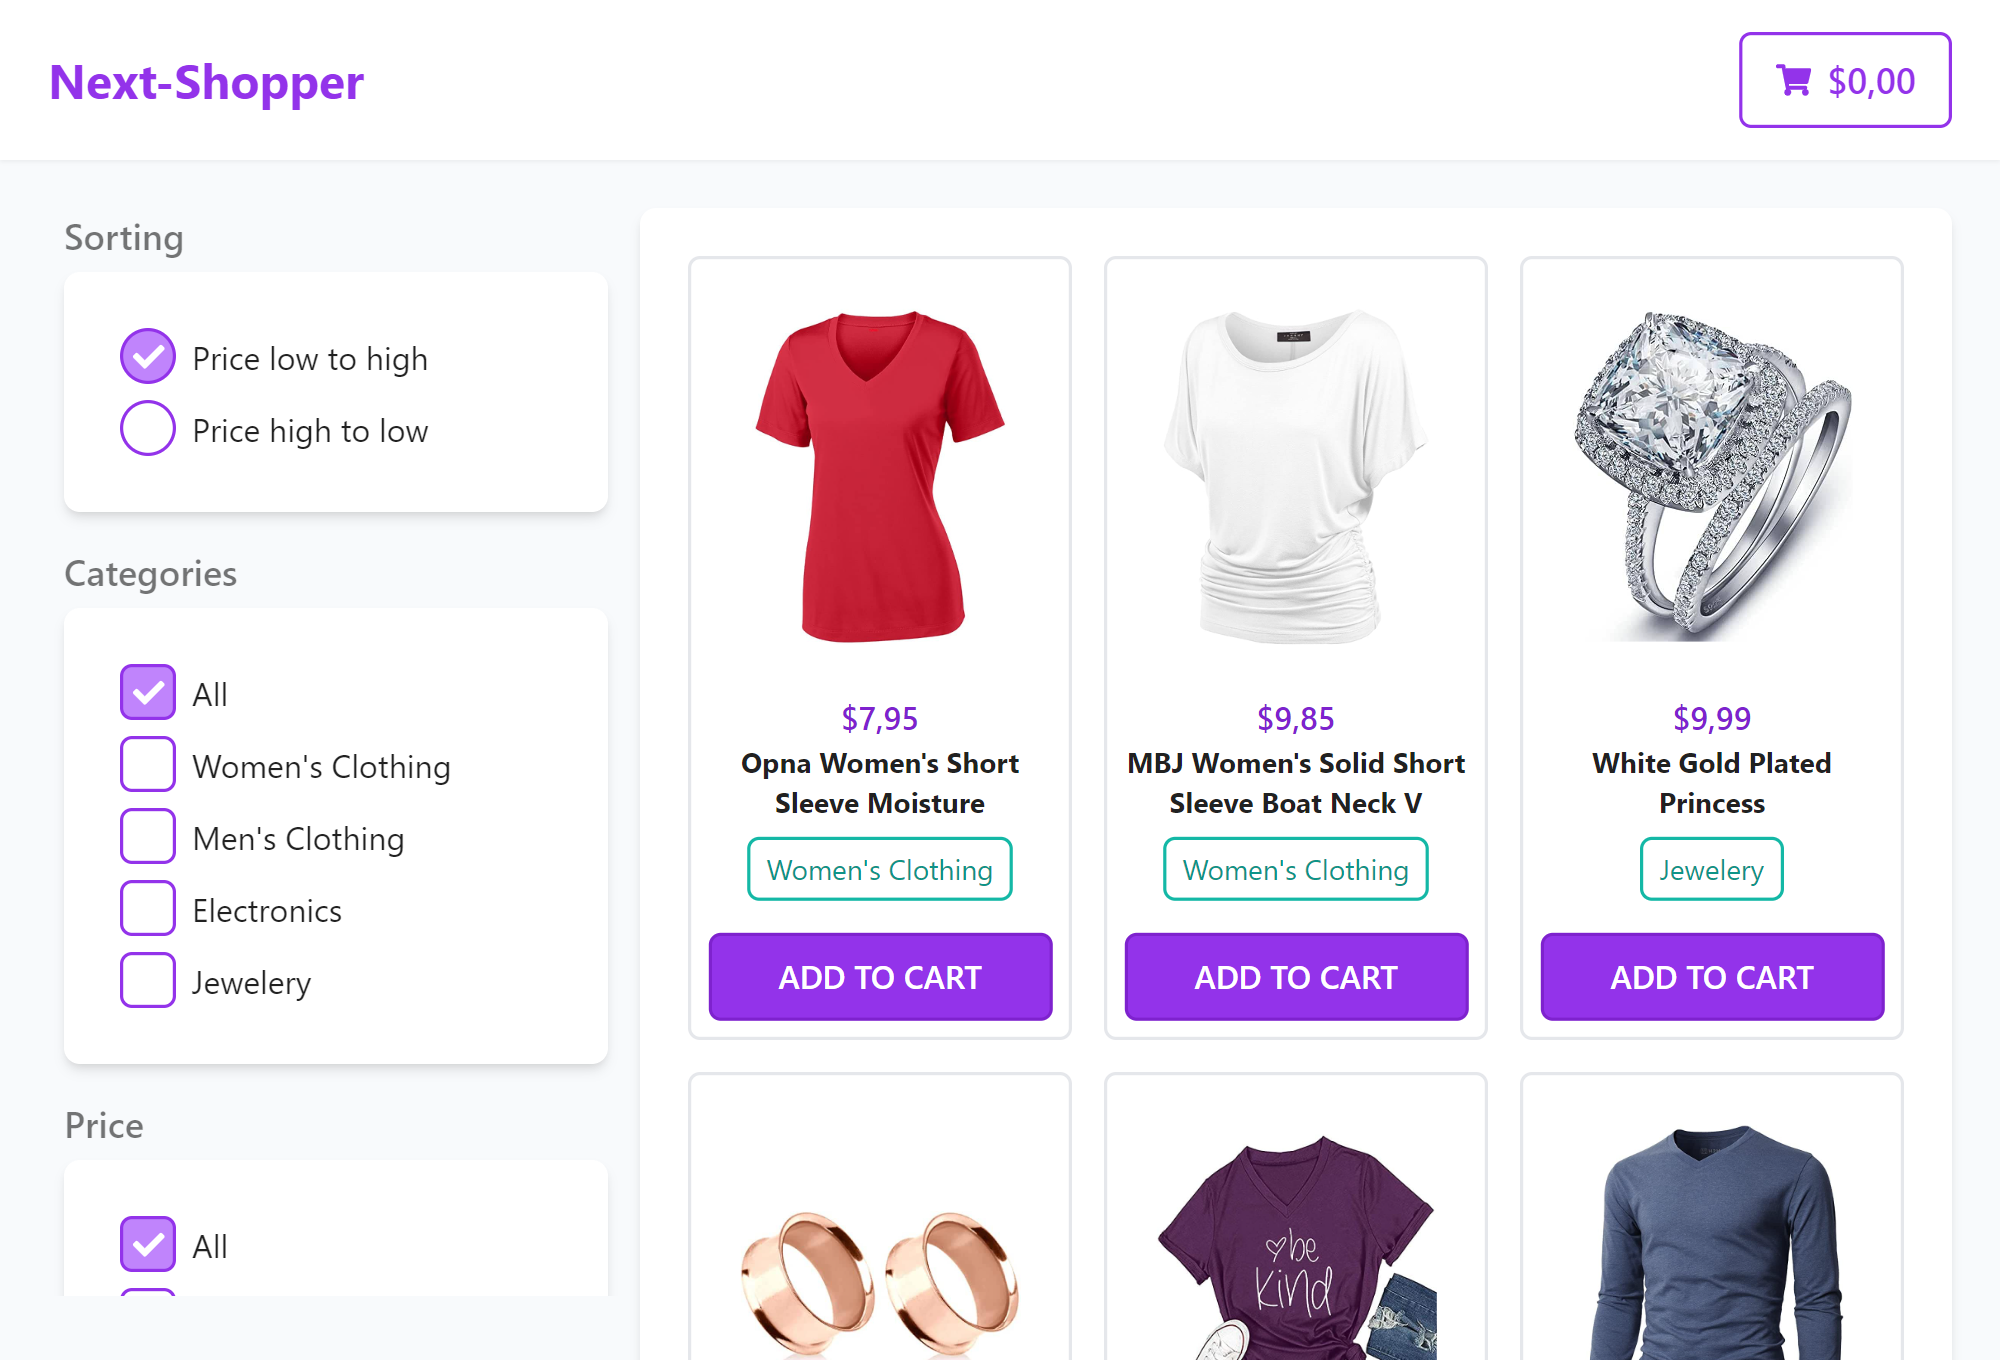 Next-Shopper
$0,00
Sorting
Price low to high
Price high to low
Categories
All
Women's Clothing
Men's Clothing
Electronics
Jewelery
Price
All
$7,95
Opna Women's Short
Sleeve Moisture
Women's Clothing
ADD TO CART
$9,85
MBJ Women's Solid Short
Sleeve Boat Neck V
Women's Clothing
ADD TO CART
$9,99
White Gold Plated
Princess
Jewelery
ADD TO CART
be
kind